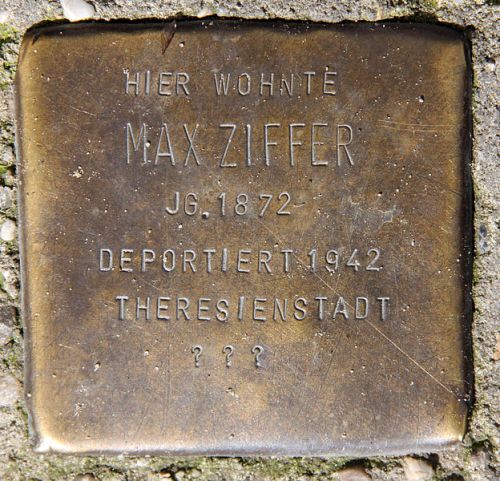 HIER WOHNTE
MAX ZIFFER
JG. 1872
DEPORTIERT 1942
THERESIENSTADT
? ? ?